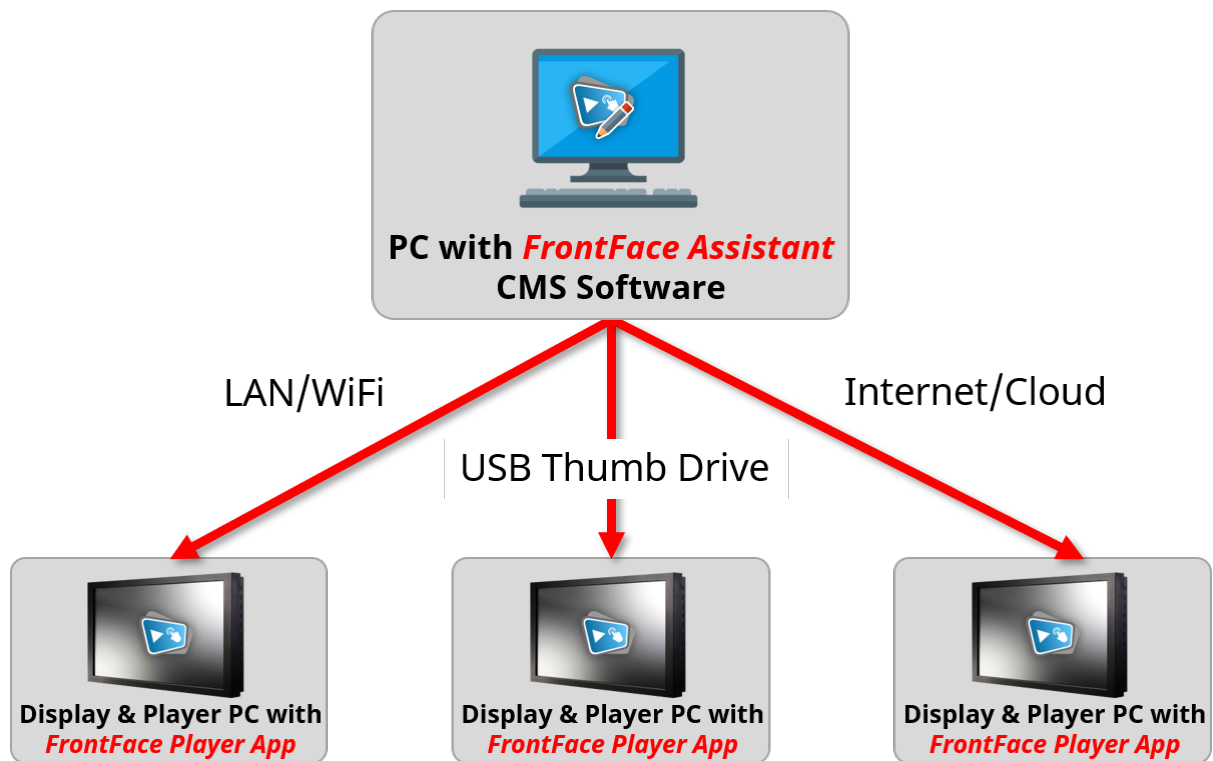 PC with FrontFace Assistant
CMS Software
LAN/WiFi
Internet/Cloud
USB Thumb Drive
Display & Player PC with
FrontFace Player App
Display & Player PC with
FrontFace Player App
Display & Player PC with
FrontFace Player App